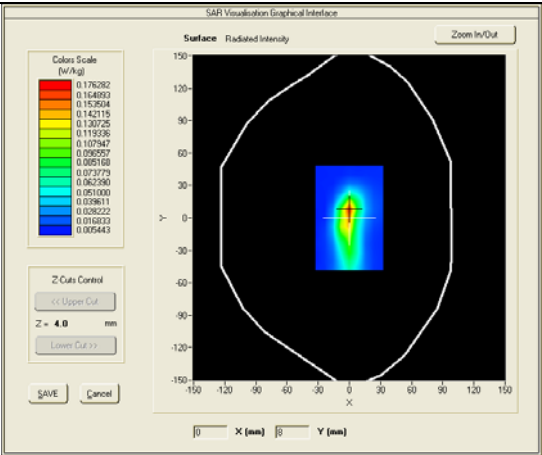 SAR Visualisation Graphical Interface
Surface Radiated Intensity
Zoom In/Out
Colors Scale
(W/kg)
0.176282
0.164893
0.153504
0.142115
0.130725
0.119336
0.107947
0.096557
0.085168
0.073779
0.062390
0.051000
0.039611
0.028222
0.016833
0.005443
Z-Cuts Control
<< Upper Cut
Z = 4.0 mm
Lower Cut >>
SAVE Cancel
150-
120-
90-
60-
30-
0-
-30-
-60-
-90-
-120-
-150-
Y
-150 -120 -90 -60 -30 0 30 60 90 120 150
X
0 X (mm) 8 Y (mm)